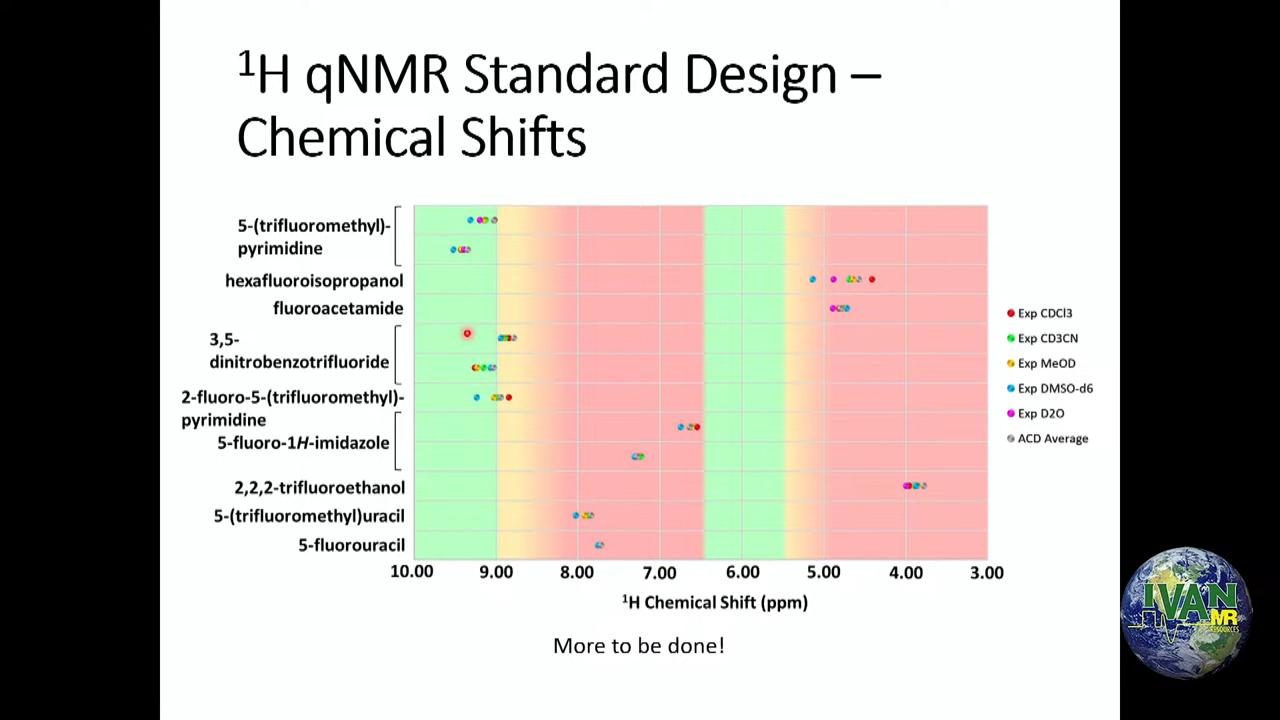 ¹H qNMR Standard Design –
Chemical Shifts
5-(trifluoromethyl)-
pyrimidine
hexafluoroisopropanol
fluoroacetamide
3,5-
dinitrobenzotrifluoride
2-fluoro-5-(trifluoromethyl)-
pyrimidine
5-fluoro-1H-imidazole
2,2,2-trifluoroethanol
5-(trifluoromethyl)uracil
5-fluorouracil
10.00 9.00 8.00 7.00 6.00 5.00 4.00 3.00
¹H Chemical Shift (ppm)
Exp CDCl3
Exp CD3CN
Exp MeOD
Exp DMSO-d6
Exp D2O
ACD Average
More to be done!
IVAN
MR
RESOURCES